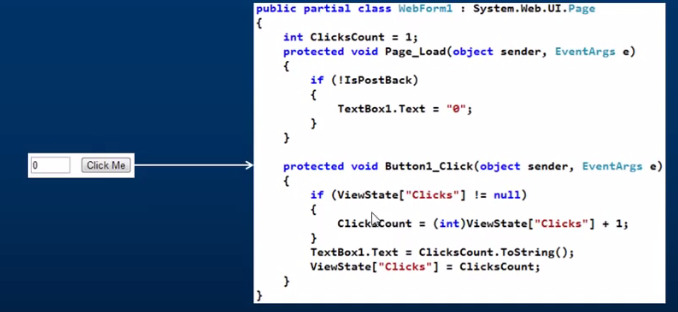 public partial class WebForm1 : System.Web.UI.Page
{
int ClicksCount = 1;
protected void Page_Load(object sender, EventArgs e)
{
if (!IsPostBack)
{
TextBox1.Text = "0";
}
}
0 Click Me
protected void Button1_Click(object sender, EventArgs e)
{
if (ViewState["Clicks"] != null)
{
ClicksCount = (int)ViewState["Clicks"] + 1;
}
TextBox1.Text = ClicksCount.ToString();
ViewState["Clicks"] = ClicksCount;
}
}